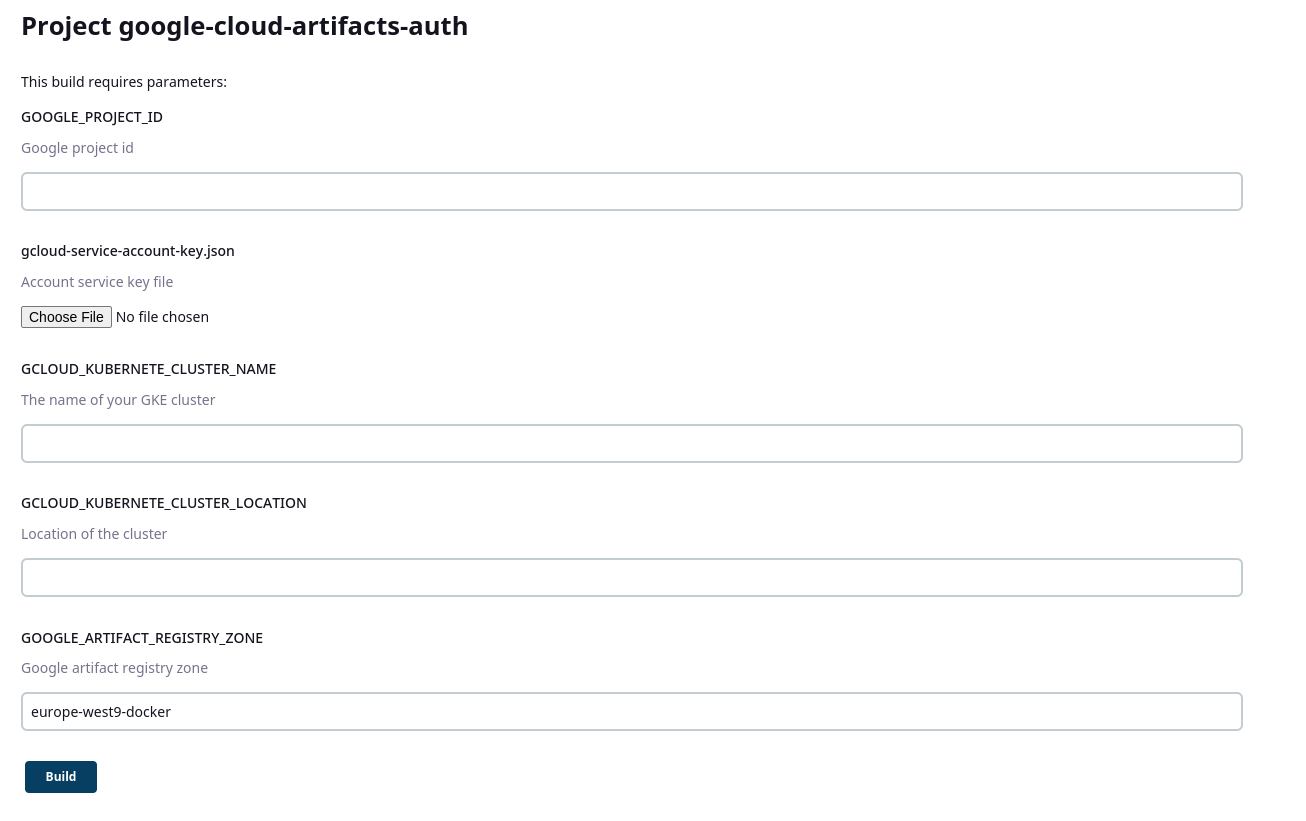 Project google-cloud-artifacts-auth
This build requires parameters:
GOOGLE_PROJECT_ID
Google project id
gcloud-service-account-key.json
Account service key file
Choose File No file chosen
GCLOUD_KUBERNETE_CLUSTER_NAME
The name of your GKE cluster
GCLOUD_KUBERNETE_CLUSTER_LOCATION
Location of the cluster
GOOGLE_ARTIFACT_REGISTRY_ZONE
Google artifact registry zone
europe-west9-docker
Build